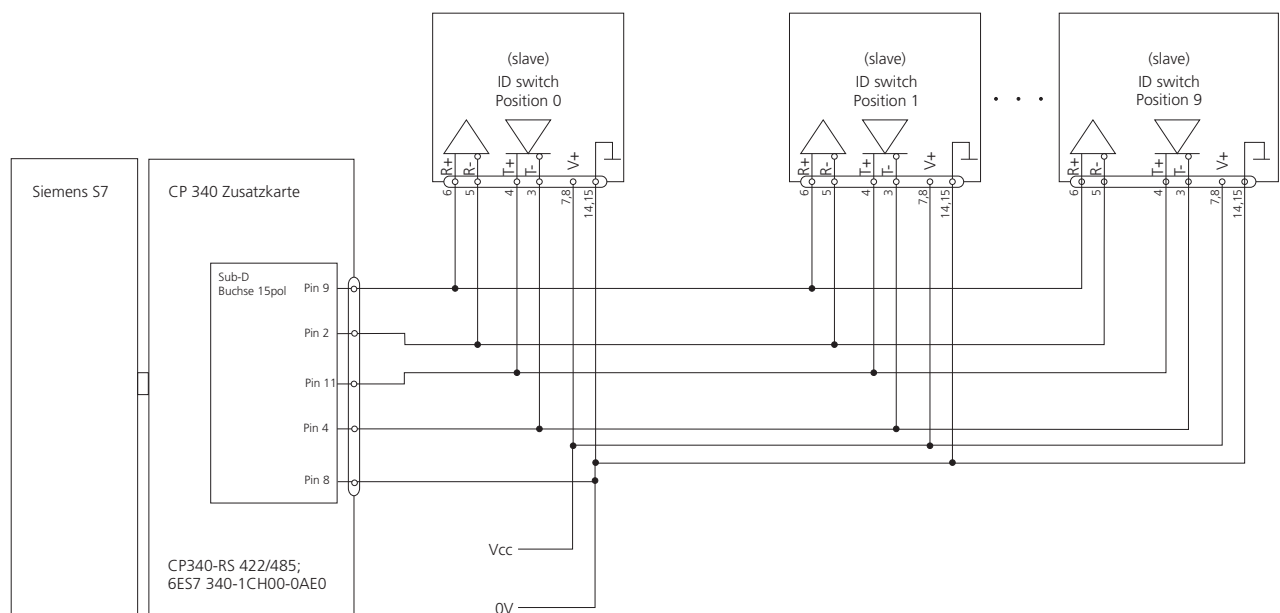 (slave)
ID switch
Position 0
(slave)
ID switch
Position 1
. . .
(slave)
ID switch
Position 9
R+
R-
T+
T-
V+
R+
R-
T+
T-
V+
R+
R-
T+
T-
V+
6
5
4
3
7,8
14,15
6
5
4
3
7,8
14,15
6
5
4
3
7,8
14,15
Siemens S7
CP 340 Zusatzkarte
Sub-D
Buchse 15pol
Pin 9
Pin 2
Pin 11
Pin 4
Pin 8
CP340-RS 422/485;
6ES7 340-1CH00-0AE0
Vcc
0V